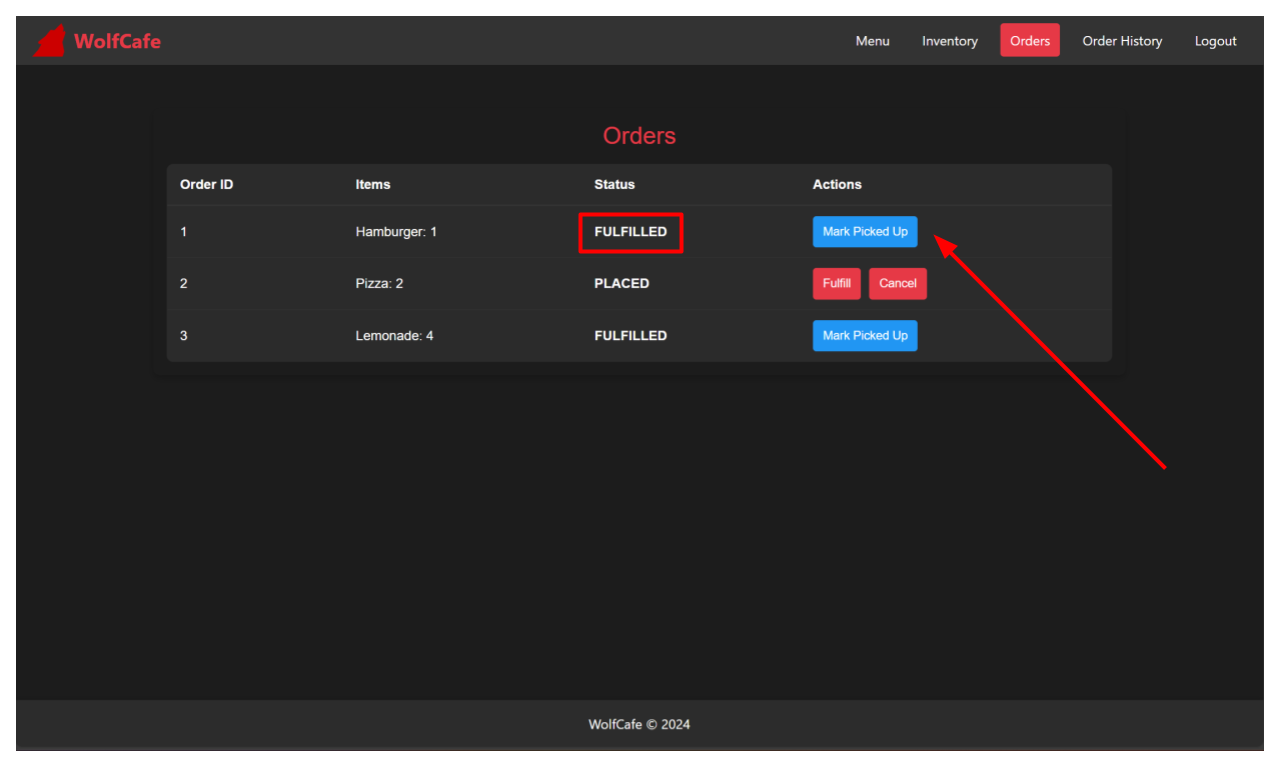 WolfCafe Menu Inventory Orders Order History Logout
Orders
Order ID Items Status Actions
1 Hamburger: 1 FULFILLED Mark Picked Up
2 Pizza: 2 PLACED Fulfill Cancel
3 Lemonade: 4 FULFILLED Mark Picked Up
WolfCafe © 2024